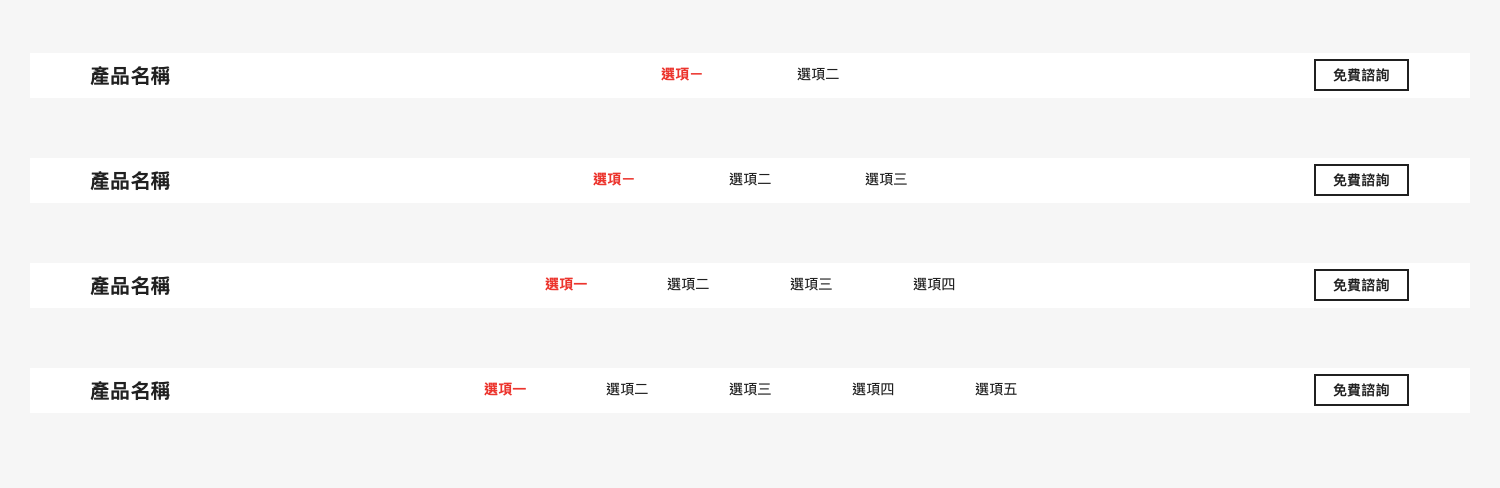 產品名稱 選項一 選項二 免費諮詢
產品名稱 選項一 選項二 選項三 免費諮詢
產品名稱 選項一 選項二 選項三 選項四 免費諮詢
產品名稱 選項一 選項二 選項三 選項四 選項五 免費諮詢